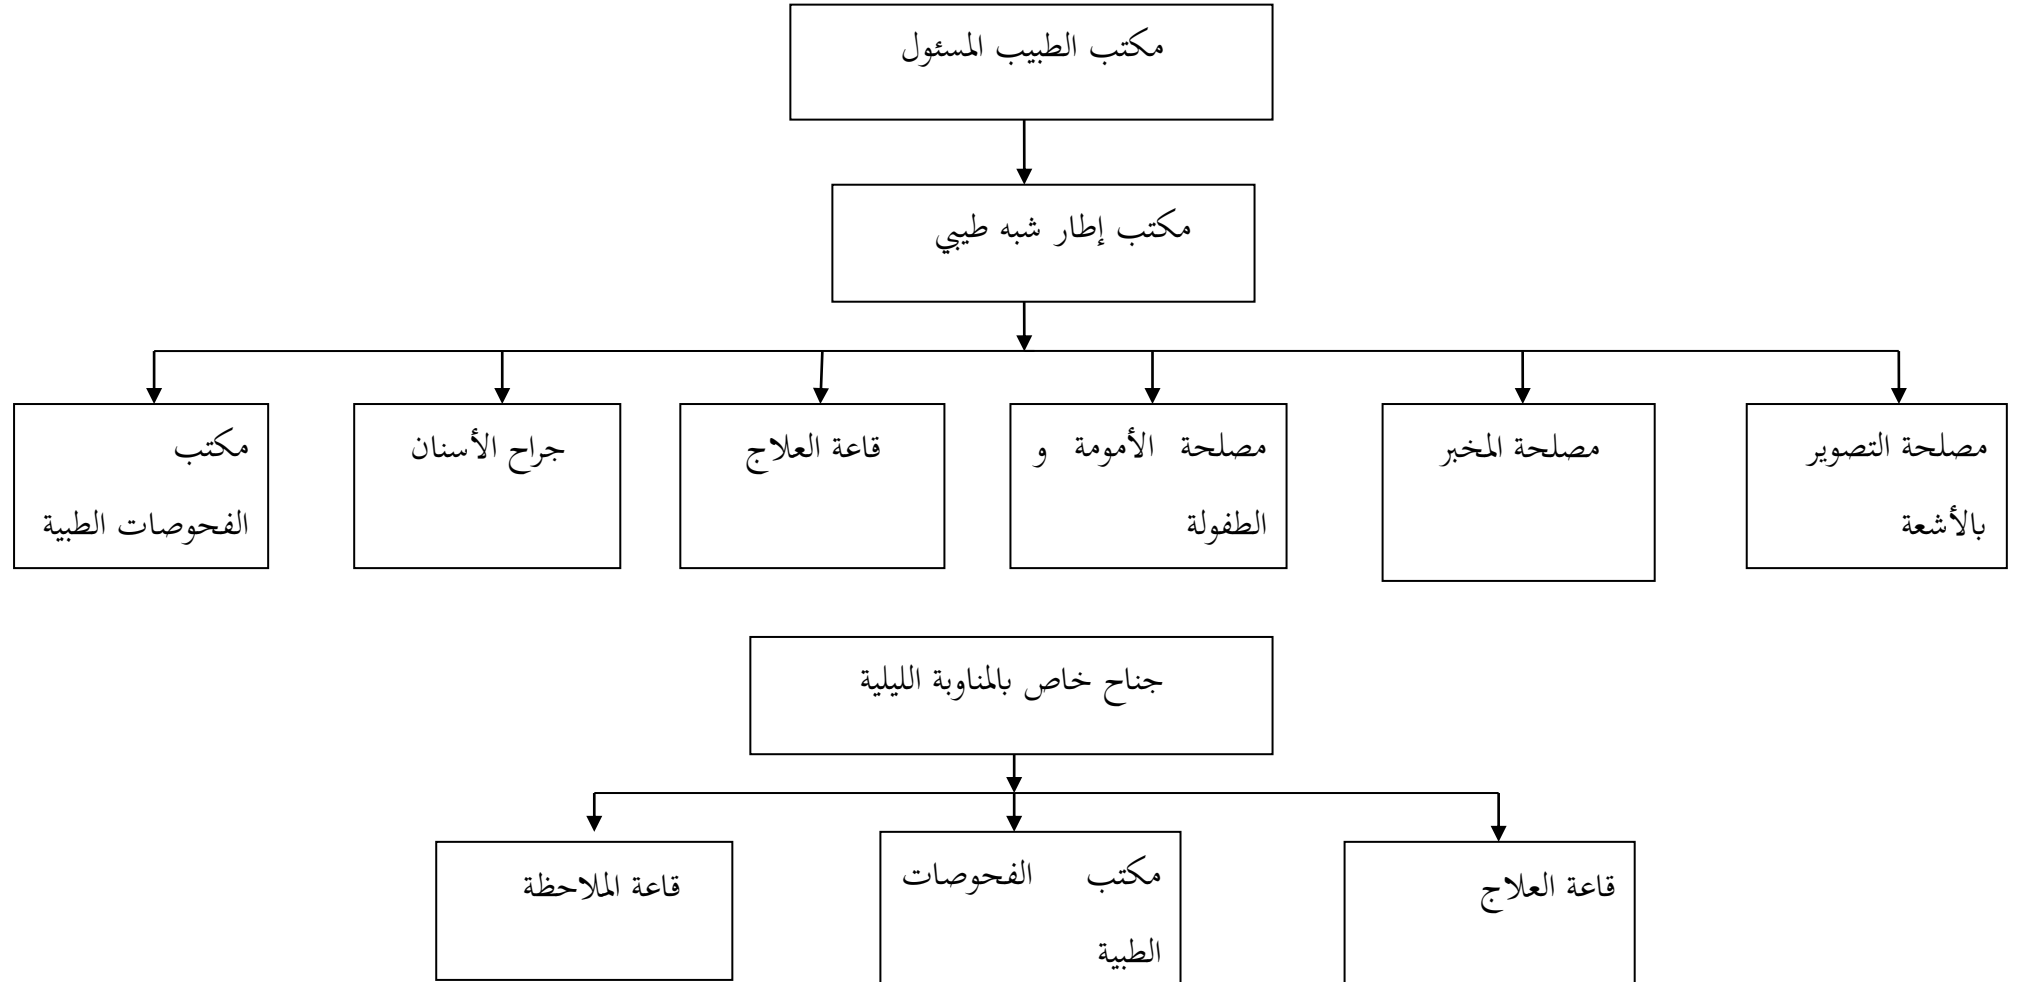 مكتب الطبيب المسئول
مكتب إطار شبه طيبي
مصلحة التصوير
بالأشعة
مصلحة المخبر
مصلحة الأمومة و
الطفولة
قاعة العلاج
جراح الأسنان
مكتب
الفحوصات الطبية
جناح خاص بالمناوبة الليلية
قاعة العلاج
مكتب الفحوصات
الطبية
قاعة الملاحظة